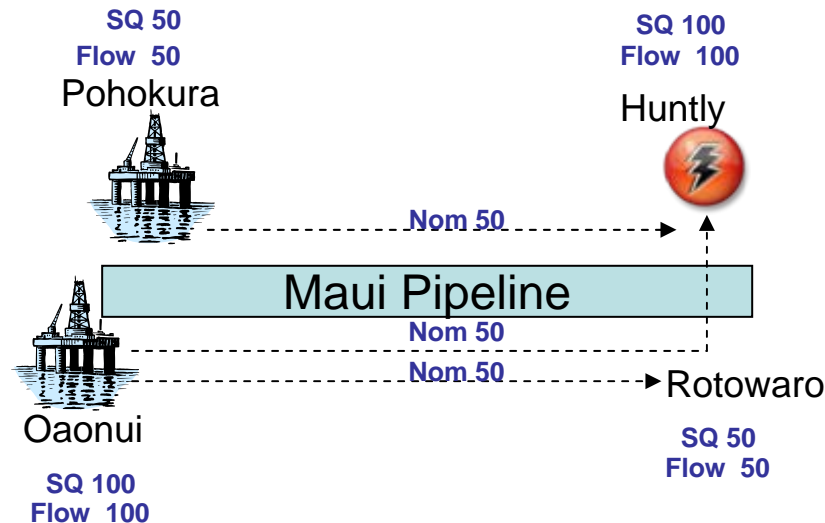 SQ 50
Flow 50
Pohokura
SQ 100
Flow 100
Huntly
Nom 50
Maui Pipeline
Nom 50
Nom 50
Rotowaro
Oaonui
SQ 50
Flow 50
SQ 100
Flow 100